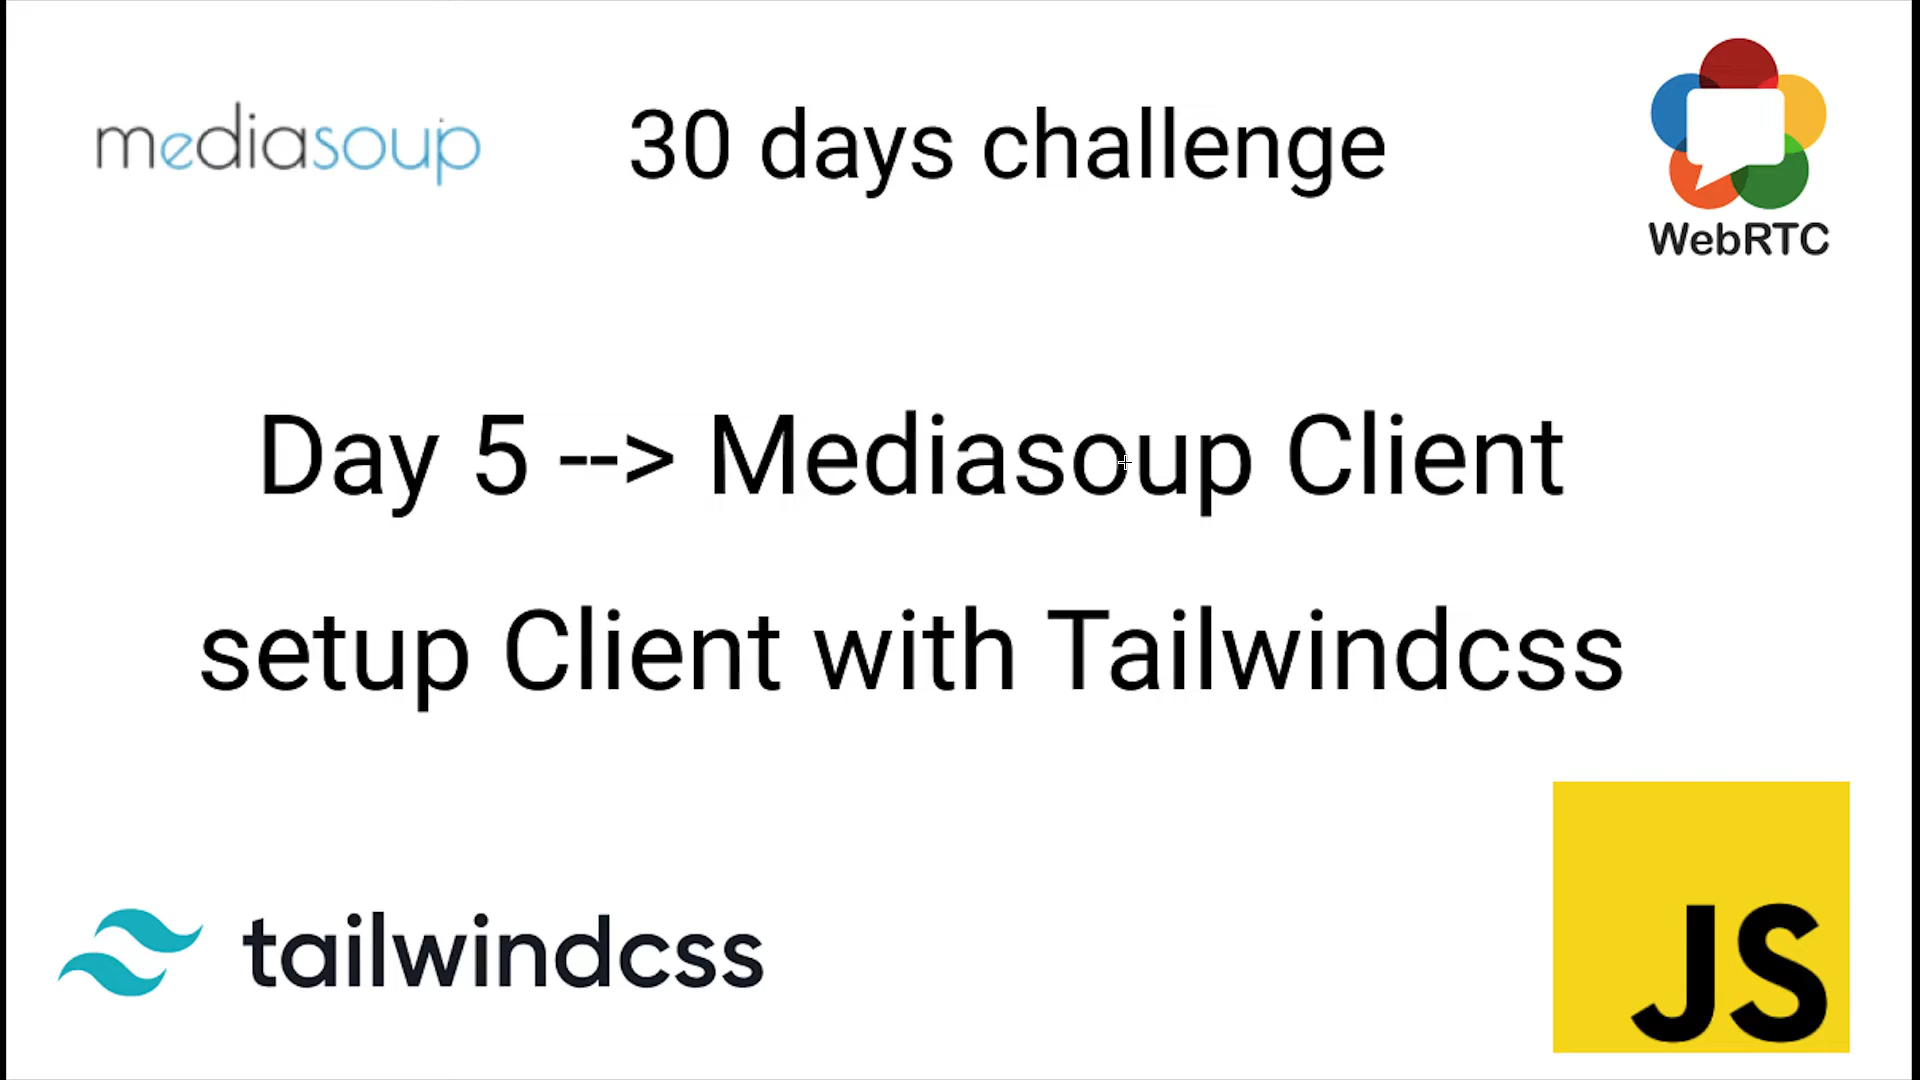 mediasoup
30 days challenge
WebRTC
Day 5 --> Mediasoup Client
setup Client with Tailwindcss
tailwindcss
JS